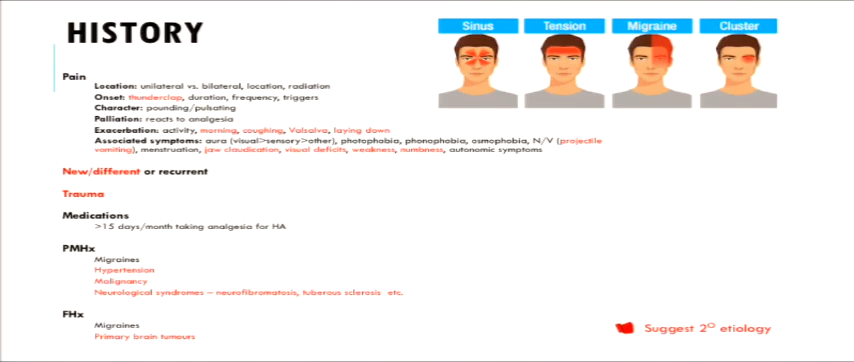 HISTORY
Sinus Tension Migraine Cluster
Pain
Location: unilateral vs. bilateral, location, radiation
Onset: thunderclap, duration, frequency, triggers
Character: pounding/pulsating
Palliation: reacts to analgesia
Exacerbation: activity, morning, coughing, Valsalva, laying down
Associated symptoms: aura (visual>sensory>other), photophobia, phonophobia, osmophobia, N/V (projectile
vomiting), menstruation, jaw claudication, visual deficits, weakness, numbness, autonomic symptoms
New/different or recurrent
Trauma
Medications
>15 days/month taking analgesia for HA
PMHx
Migraines
Hypertension
Malignancy
Neurological syndromes – neurofibromatosis, tuberous sclerosis etc.
FHx
Migraines
Primary brain tumours
Suggest 2° etiology